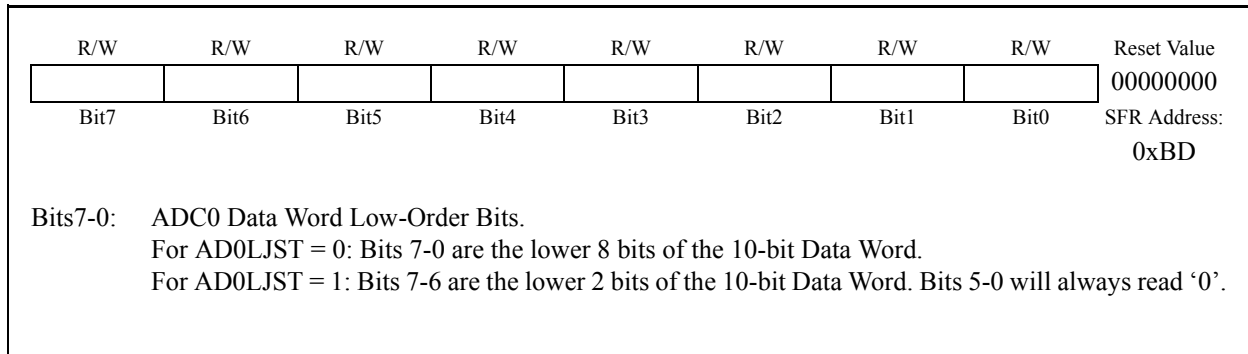 R/W R/W R/W R/W R/W R/W R/W R/W Reset Value
00000000
Bit7 Bit6 Bit5 Bit4 Bit3 Bit2 Bit1 Bit0 SFR Address:
0xBD
Bits7-0: ADC0 Data Word Low-Order Bits.
For AD0LJST = 0: Bits 7-0 are the lower 8 bits of the 10-bit Data Word.
For AD0LJST = 1: Bits 7-6 are the lower 2 bits of the 10-bit Data Word. Bits 5-0 will always read ‘0’.